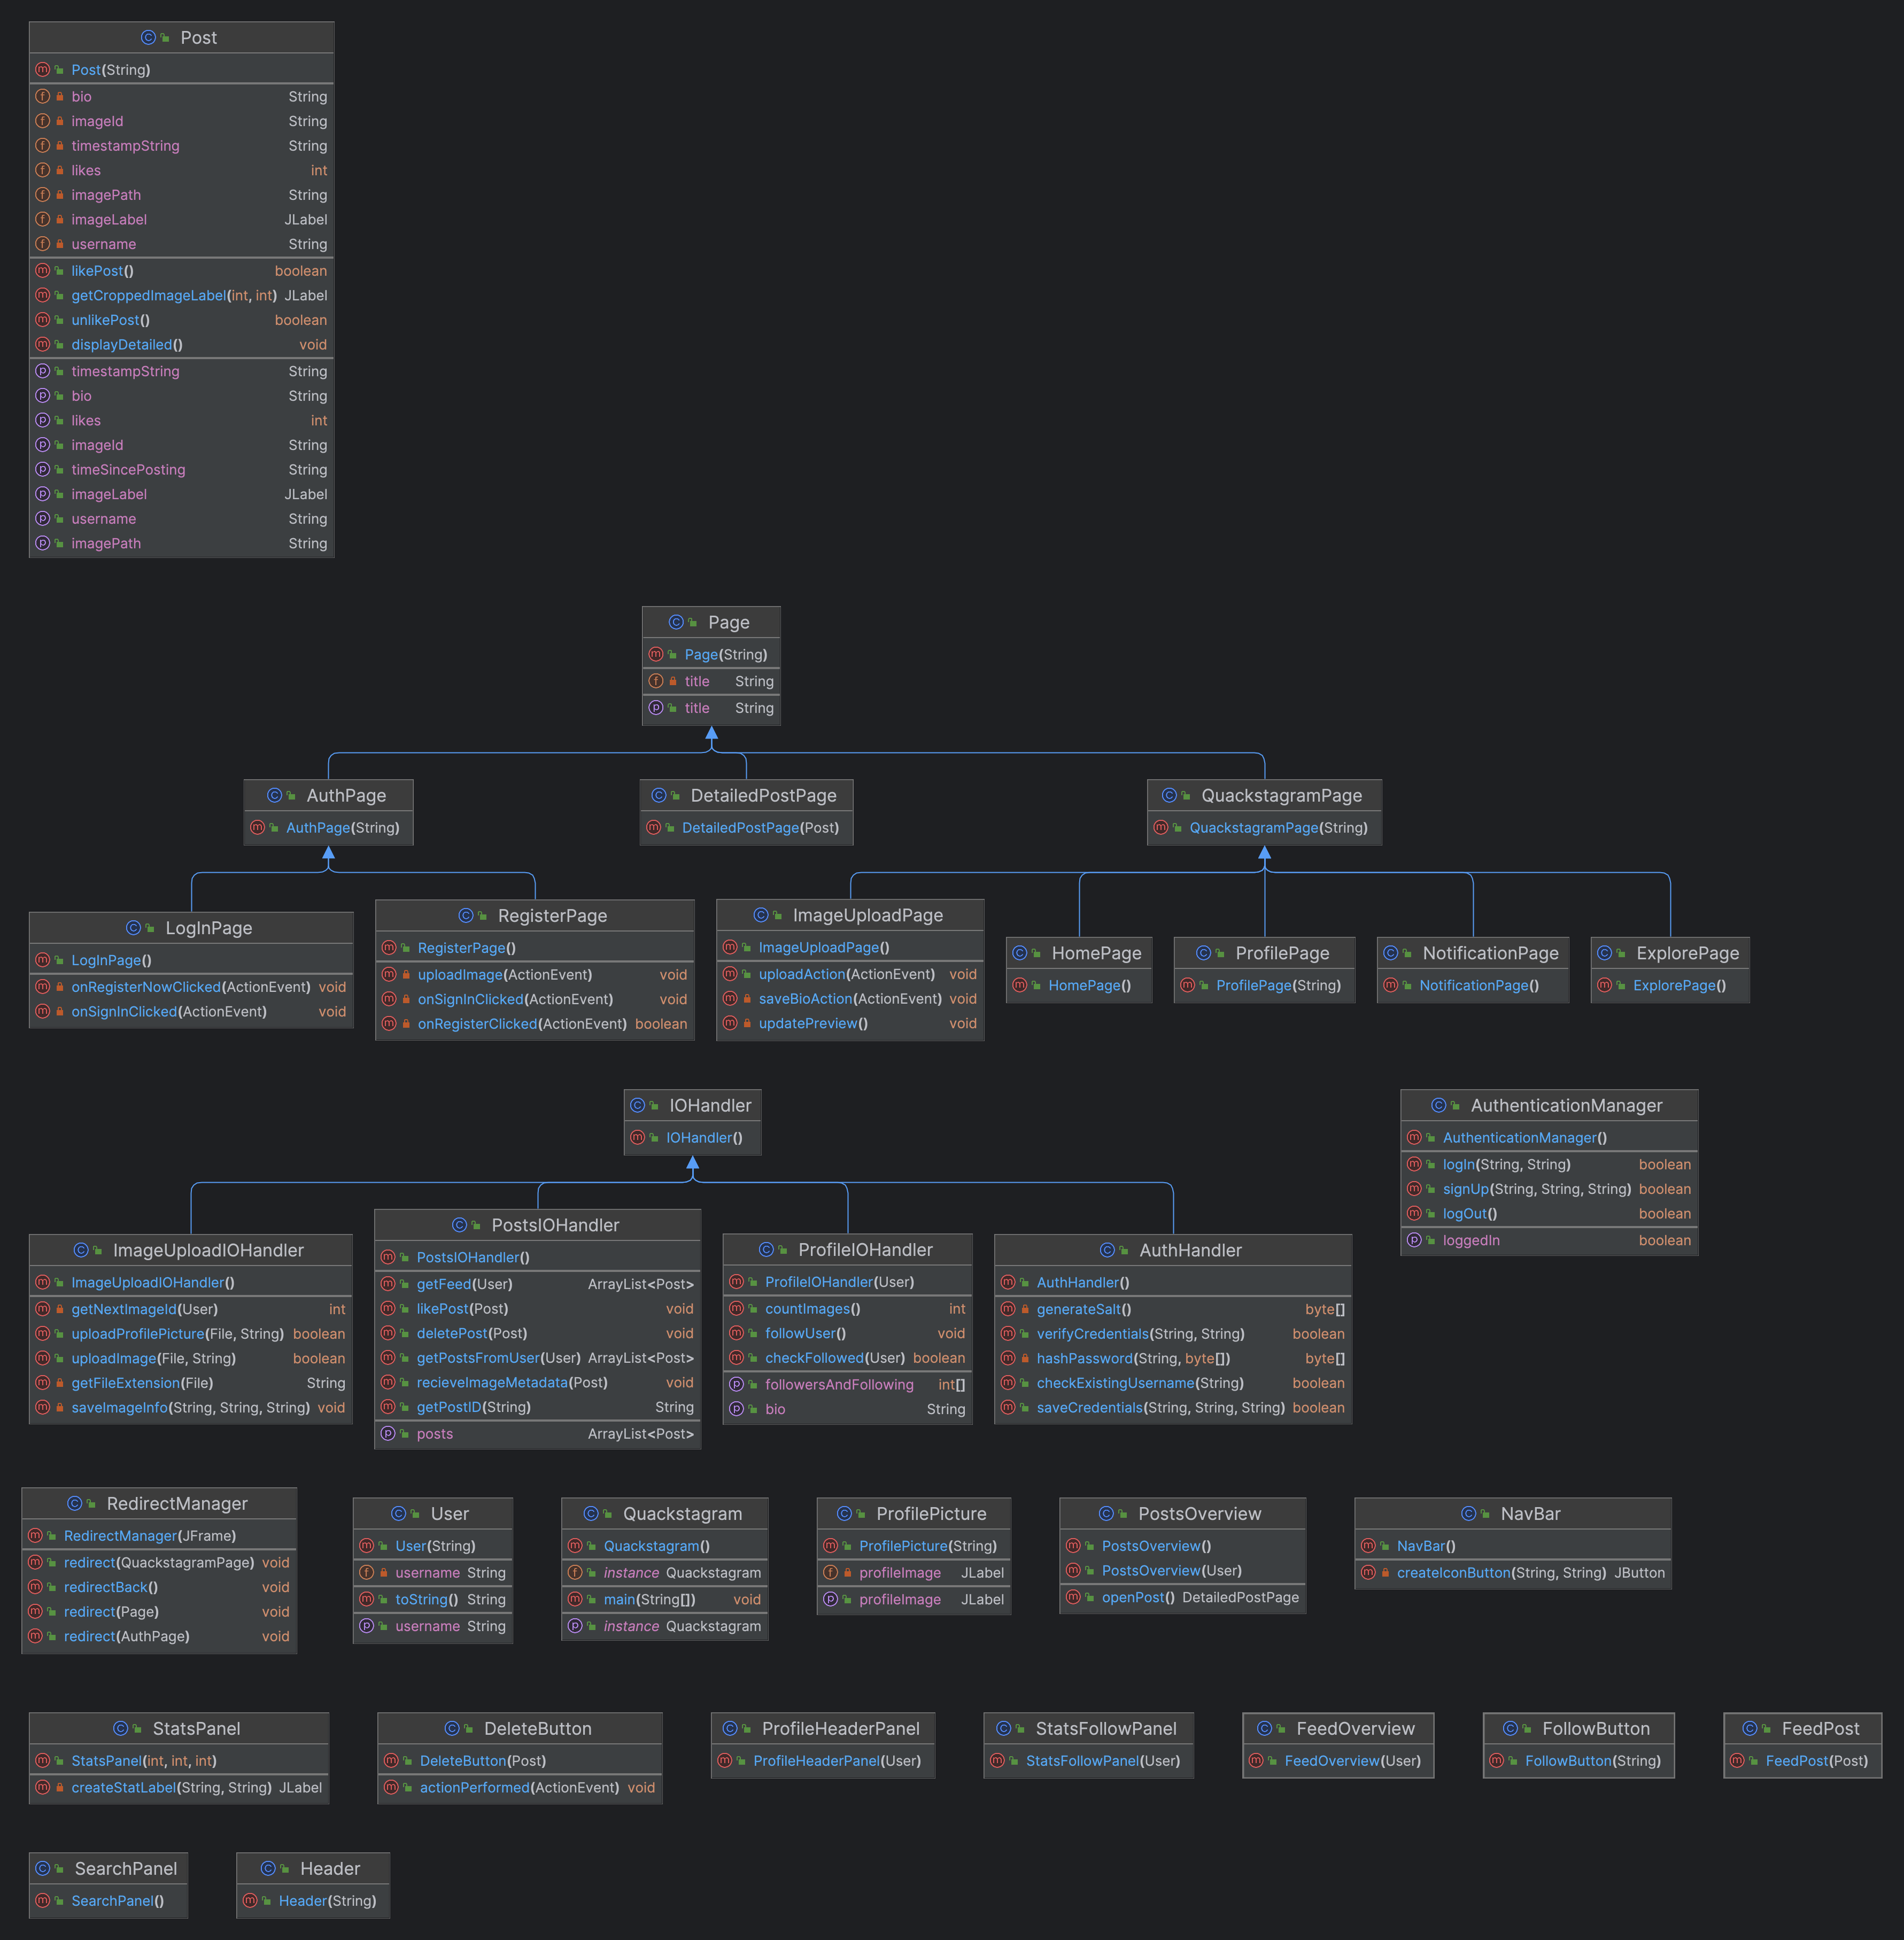 Post
Post(String)
bio String
imageId String
timestampString String
likes int
imagePath String
imageLabel JLabel
username String
likePost() boolean
getCroppedImageLabel(int, int) JLabel
unlikePost() boolean
displayDetailed() void
timestampString String
bio String
likes int
imageId String
timeSincePosting String
imageLabel JLabel
username String
imagePath String
Page
Page(String)
title String
title String
AuthPage
AuthPage(String)
DetailedPostPage
DetailedPostPage(Post)
QuackstagramPage
QuackstagramPage(String)
LogInPage
LogInPage()
onRegisterNowClicked(ActionEvent) void
onSignInClicked(ActionEvent) void
RegisterPage
RegisterPage()
uploadImage(ActionEvent) void
onSignInClicked(ActionEvent) void
onRegisterClicked(ActionEvent) boolean
ImageUploadPage
ImageUploadPage()
uploadAction(ActionEvent) void
saveBioAction(ActionEvent) void
updatePreview() void
HomePage
HomePage()
ProfilePage
ProfilePage(String)
NotificationPage
NotificationPage()
ExplorePage
ExplorePage()
IOHandler
IOHandler()
AuthenticationManager
AuthenticationManager()
logIn(String, String) boolean
signUp(String, String, String) boolean
logOut() boolean
loggedIn boolean
ImageUploadIOHandler
ImageUploadIOHandler()
getNextImageId(User) int
uploadProfilePicture(File, String) boolean
uploadImage(File, String) boolean
getFileExtension(File) String
saveImageInfo(String, String, String) void
PostsIOHandler
PostsIOHandler()
getFeed(User) ArrayList<Post>
likePost(Post) void
deletePost(Post) void
getPostsFromUser(User) ArrayList<Post>
recieveImageMetadata(Post) void
getPostID(String) String
posts ArrayList<Post>
ProfileIOHandler
ProfileIOHandler(User)
countImages() int
followUser() void
checkFollowed(User) boolean
followersAndFollowing int[]
bio String
AuthHandler
AuthHandler()
generateSalt() byte[]
verifyCredentials(String, String) boolean
hashPassword(String, byte[]) byte[]
checkExistingUsername(String) boolean
saveCredentials(String, String, String) boolean
RedirectManager
RedirectManager(JFrame)
redirect(QuackstagramPage) void
redirectBack() void
redirect(Page) void
redirect(AuthPage) void
User
User(String)
username String
toString() String
username String
Quackstagram
Quackstagram()
instance Quackstagram
main(String[]) void
instance Quackstagram
ProfilePicture
ProfilePicture(String)
profileImage JLabel
profileImage JLabel
PostsOverview
PostsOverview()
PostsOverview(User)
openPost() DetailedPostPage
NavBar
NavBar()
createIconButton(String, String) JButton
StatsPanel
StatsPanel(int, int, int)
createStatLabel(String, String) JLabel
DeleteButton
DeleteButton(Post)
actionPerformed(ActionEvent) void
ProfileHeaderPanel
ProfileHeaderPanel(User)
StatsFollowPanel
StatsFollowPanel(User)
FeedOverview
FeedOverview(User)
FollowButton
FollowButton(String)
FeedPost
FeedPost(Post)
SearchPanel
SearchPanel()
Header
Header(String)